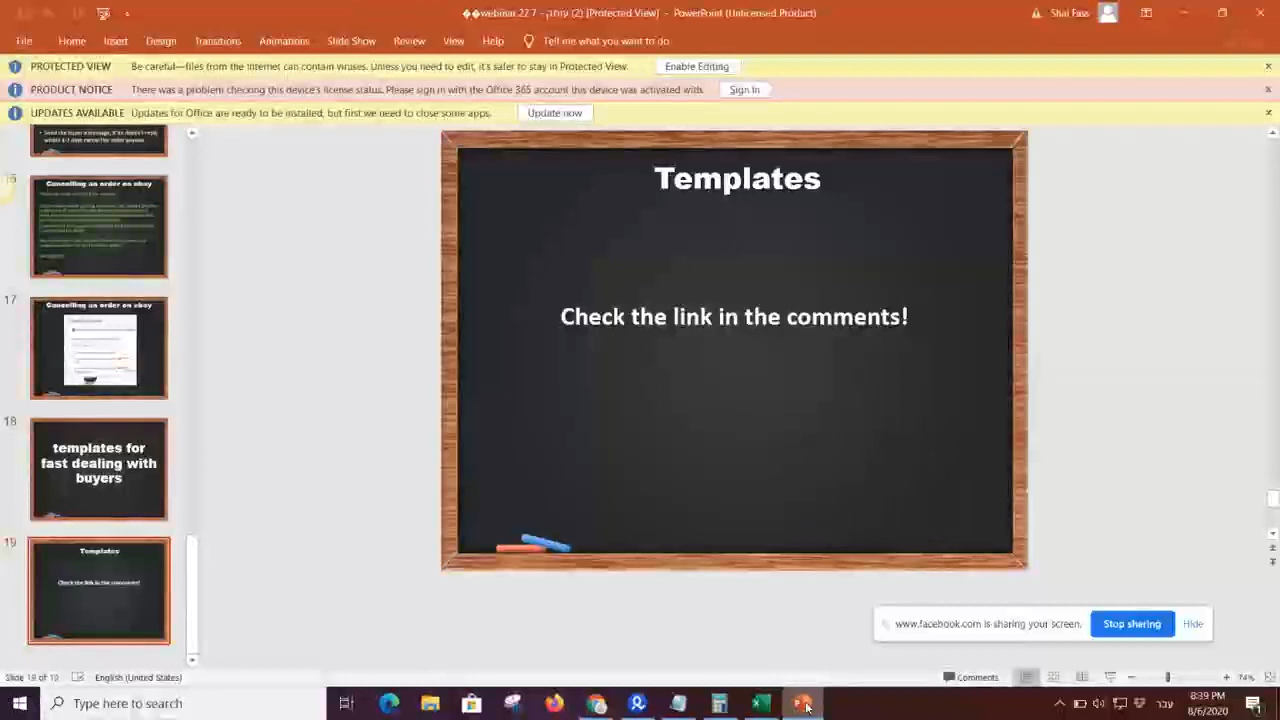 webinar.22.7 - עותק (2) [Protected View] - PowerPoint (Unlicensed Product)
Shai Fass
File Home Insert Design Transitions Animations Slide Show Review View Help Tell me what you want to do
PROTECTED VIEW Be careful—files from the Internet can contain viruses. Unless you need to edit, it's safer to stay in Protected View. Enable Editing
PRODUCT NOTICE There was a problem checking this device's license status. Please sign in with the Office 365 account this device was activated with. Sign In
UPDATES AVAILABLE Updates for Office are ready to be installed, but first we need to close some apps. Update now
Cancelling an order on ebay
17
Cancelling an order on ebay
18
templates for
fast dealing with
buyers
19
Templates
Check the link in the comments!
Templates
Check the link in the comments!
www.facebook.com is sharing your screen. Stop sharing Hide
Slide 19 of 19 English (United States) Comments 74%
Type here to search
עבר
8:39 PM
8/6/2020